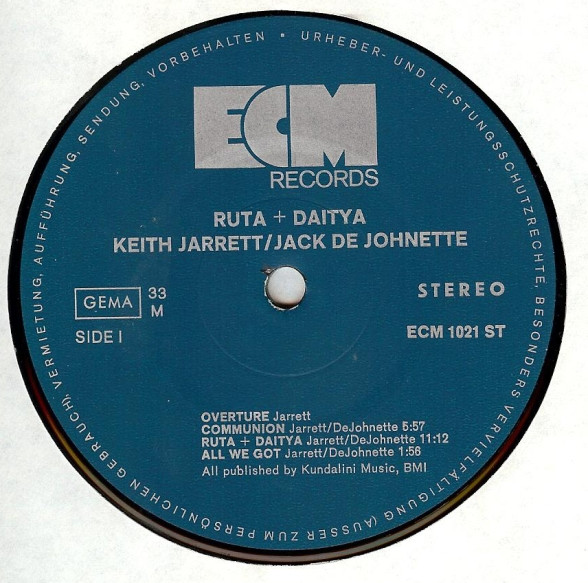 URHEBER- UND LEISTUNGSSCHUTZRECHTE, BESONDERS VERVIELFÄLTIGUNG (AUSSER ZUM PERSÖNLICHEN GEBRAUCH), VERMIETUNG, AUFFÜHRUNG, SENDUNG, VORBEHALTEN •
ECM
RECORDS
RUTA + DAITYA
KEITH JARRETT/JACK DE JOHNETTE
GEMA 33 STEREO
M
SIDE I ECM 1021 ST
OVERTURE Jarrett
COMMUNION Jarrett/DeJohnette 5:57
RUTA + DAITYA Jarrett/DeJohnette 11:12
ALL WE GOT Jarrett/DeJohnette 1:56
All published by Kundalini Music, BMI